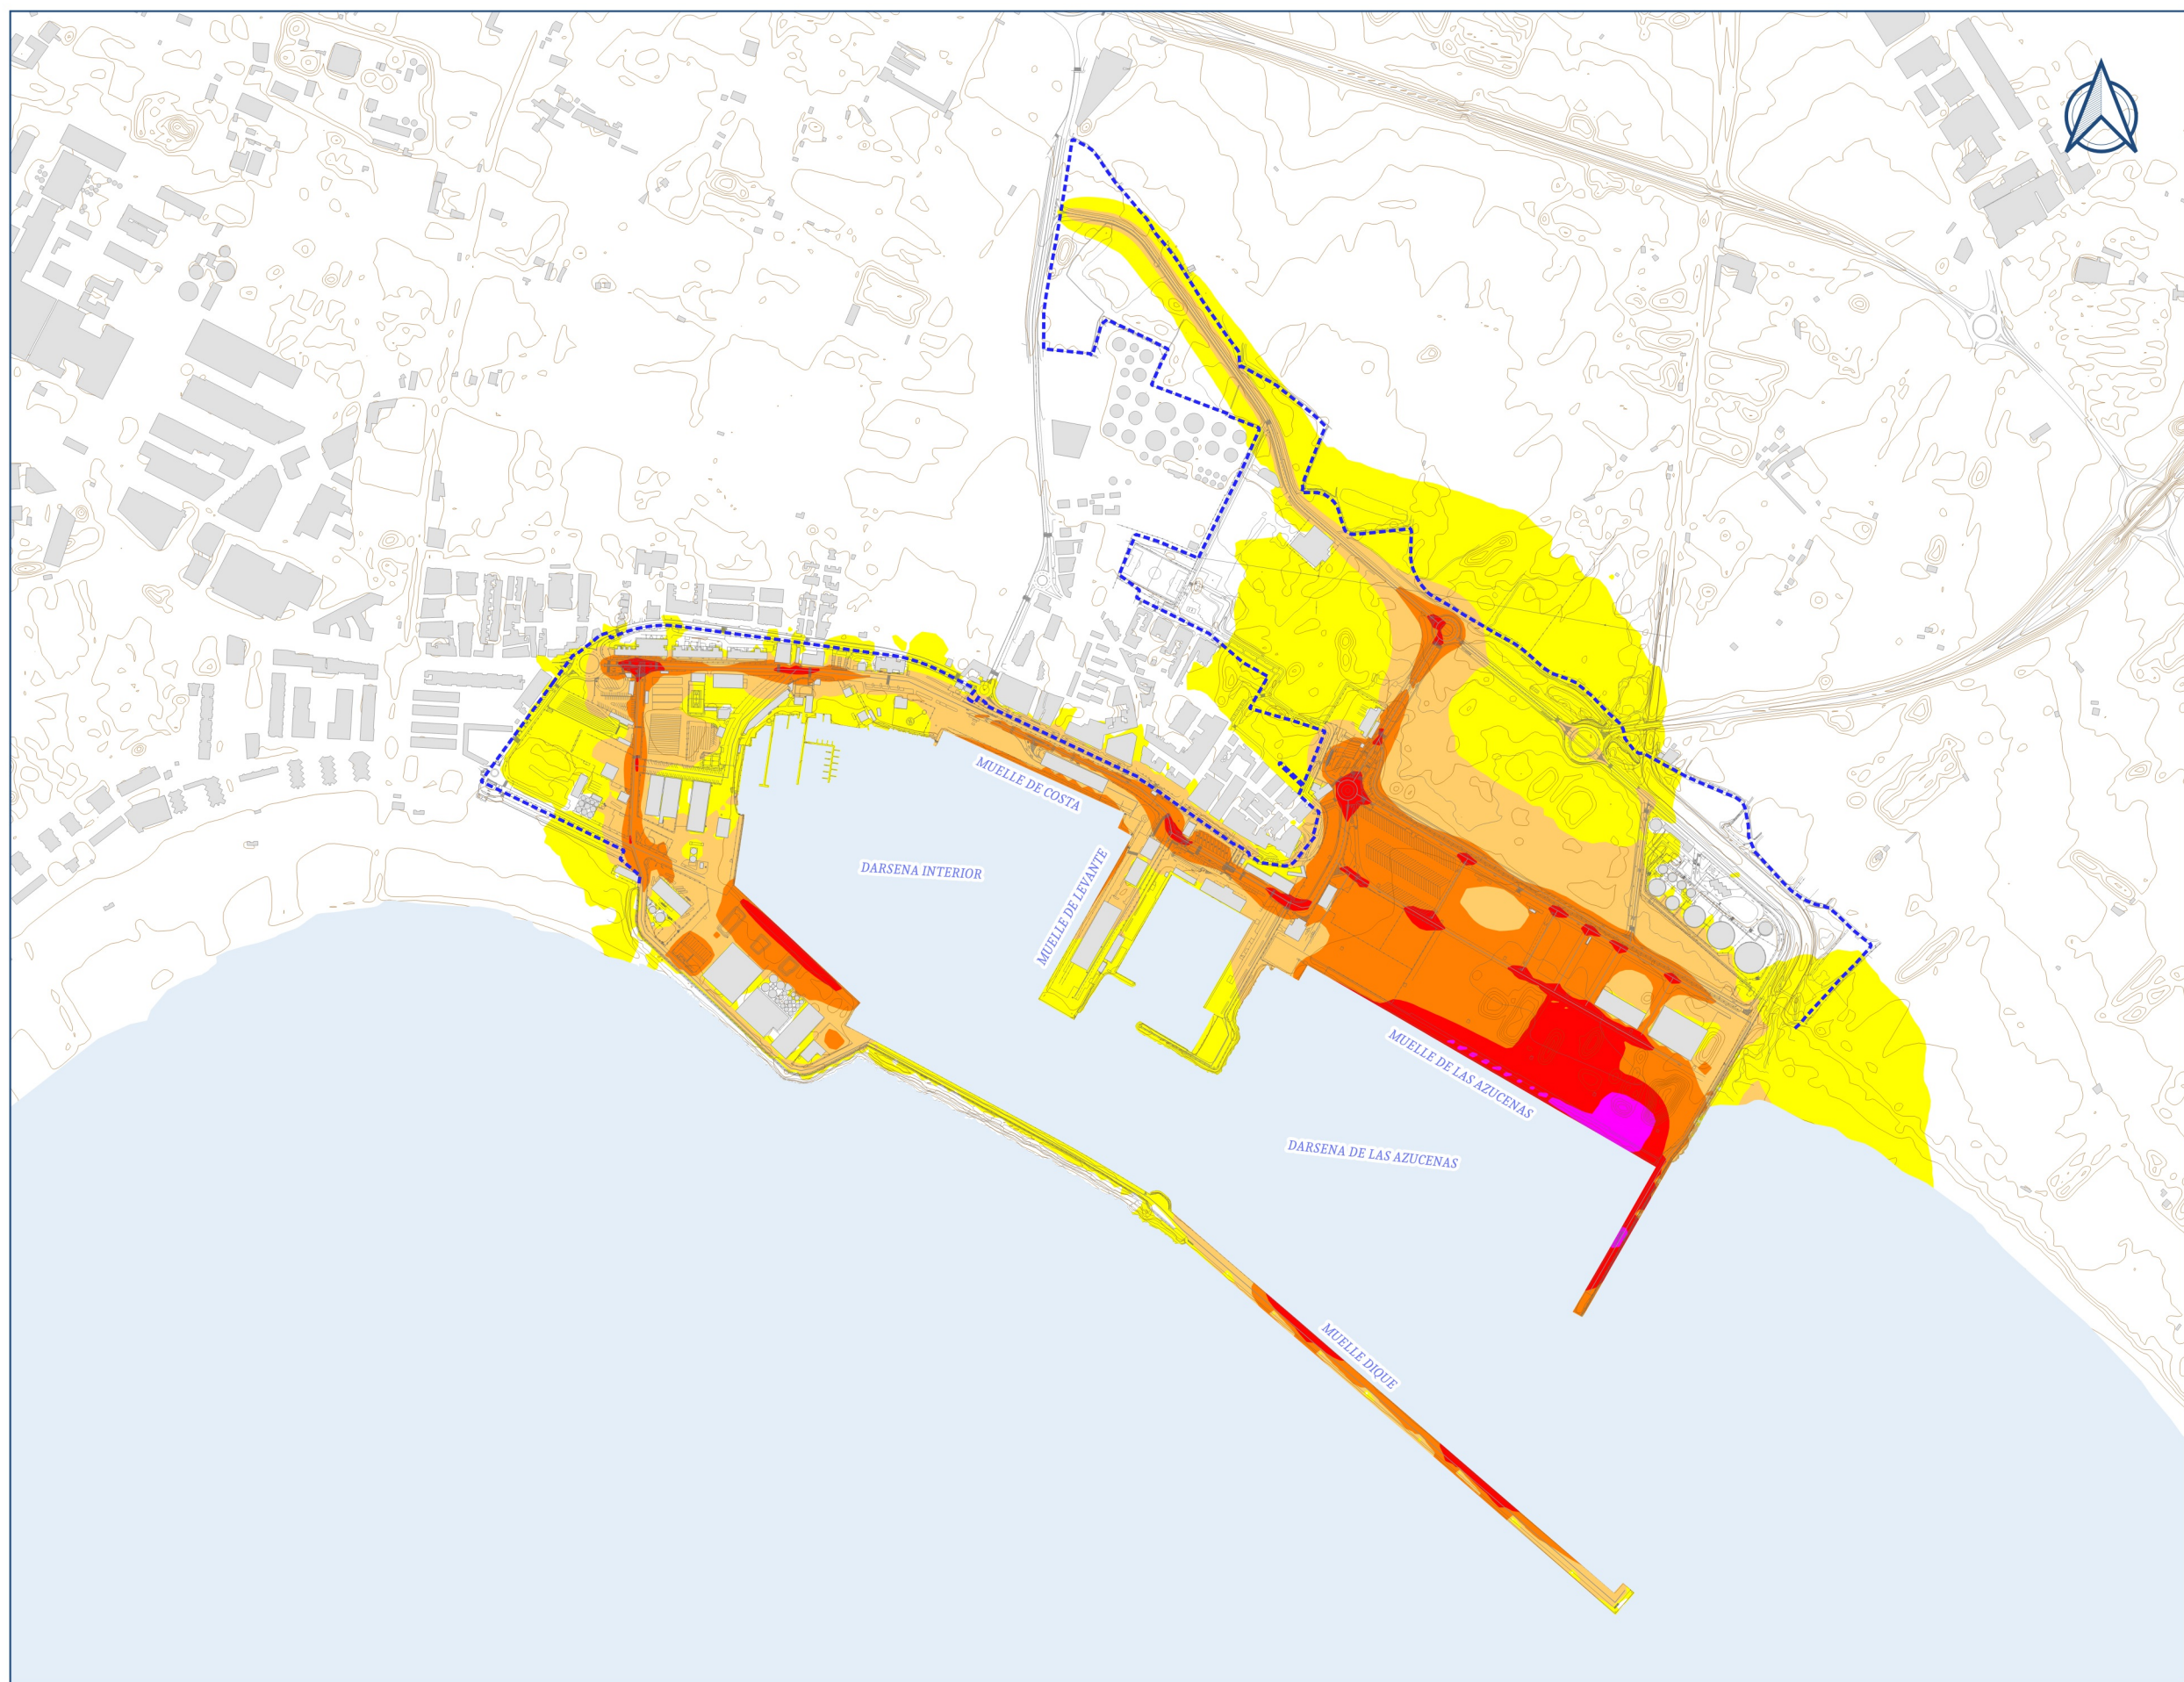 MUELLE DE COSTA
DARSENA INTERIOR
MUELLE DE LEVANTE
MUELLE DE LAS AZUCENAS
DARSENA DE LAS AZUCENAS
MUELLE DIQUE